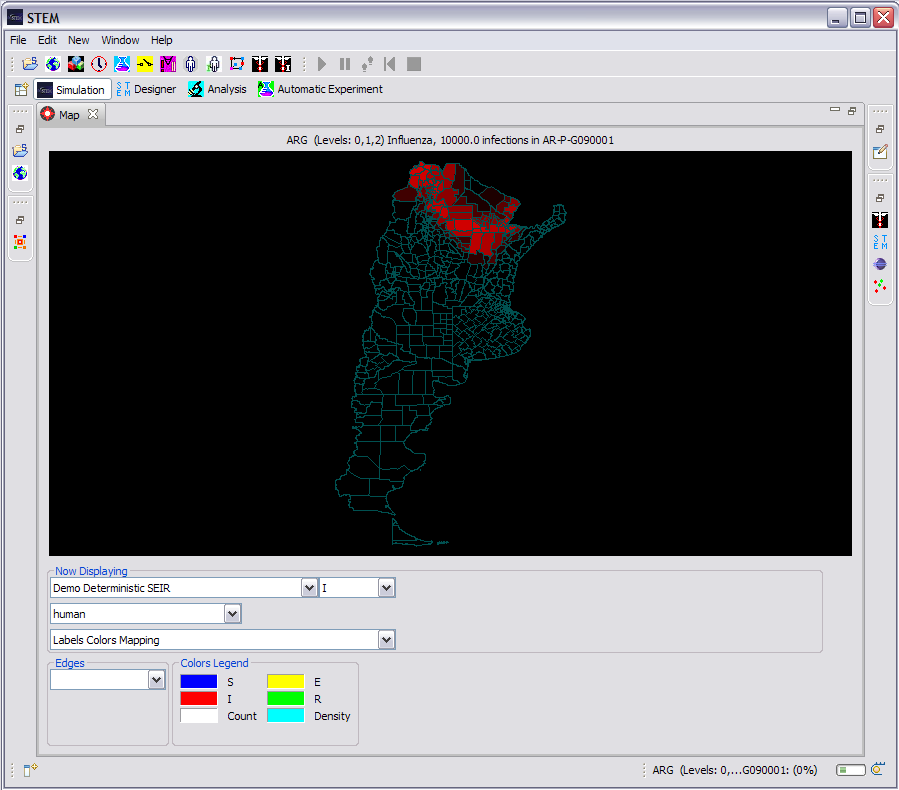 STEM
File Edit New Window Help
Simulation STEM Designer Analysis Automatic Experiment
Map
ARG (Levels: 0,1,2) Influenza, 10000.0 infections in AR-P-G090001
STEM
Now Displaying
Demo Deterministic SEIR I
human
Labels Colors Mapping
Edges Colors Legend
S E
I R
Count Density
ARG (Levels: 0,...G090001: (0%)